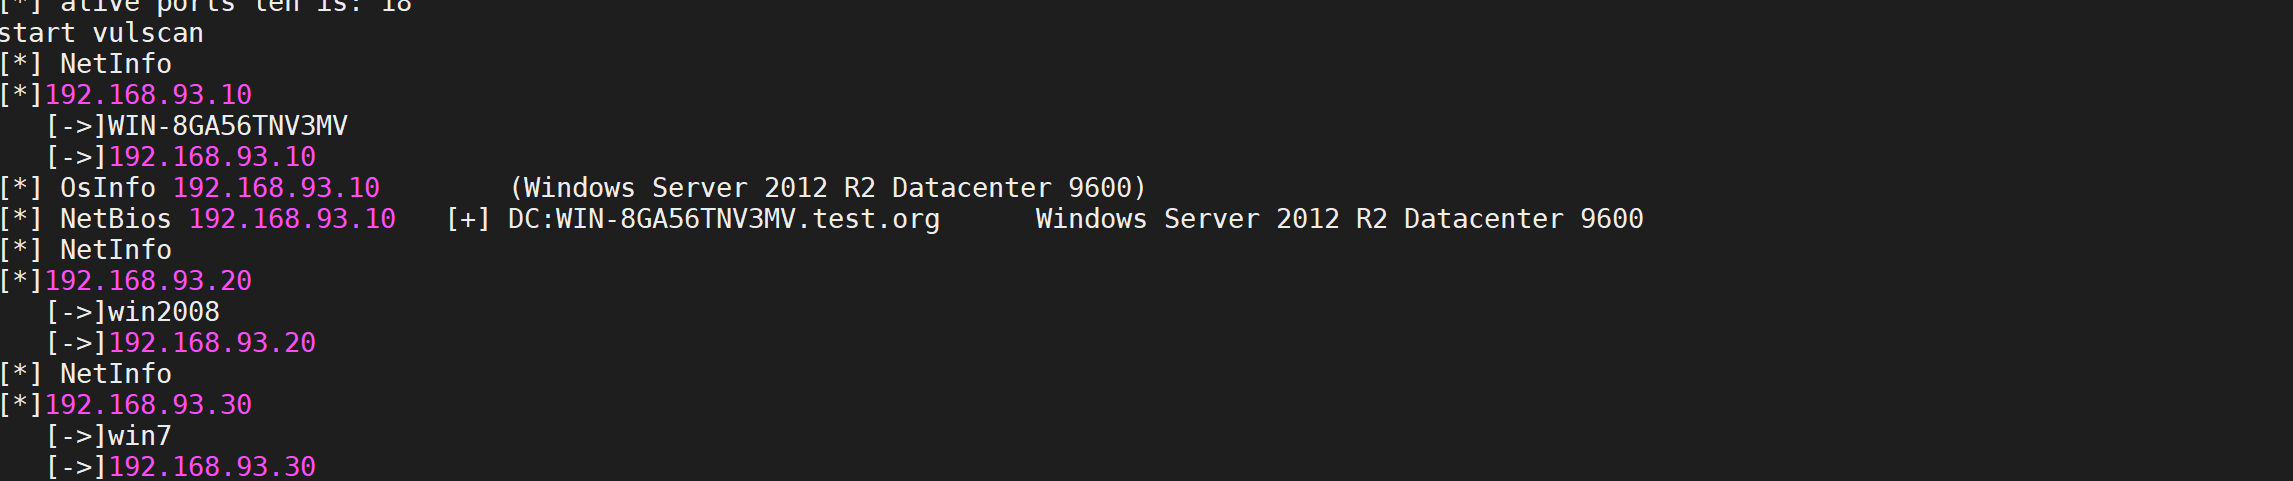 [*] alive ports len is: 18
start vulscan
[*] NetInfo
[*]192.168.93.10
   [->]WIN-8GA56TNV3MV
   [->]192.168.93.10
[*] OsInfo 192.168.93.10        (Windows Server 2012 R2 Datacenter 9600)
[*] NetBios 192.168.93.10   [+] DC:WIN-8GA56TNV3MV.test.org      Windows Server 2012 R2 Datacenter 9600
[*] NetInfo
[*]192.168.93.20
   [->]win2008
   [->]192.168.93.20
[*] NetInfo
[*]192.168.93.30
   [->]win7
   [->]192.168.93.30